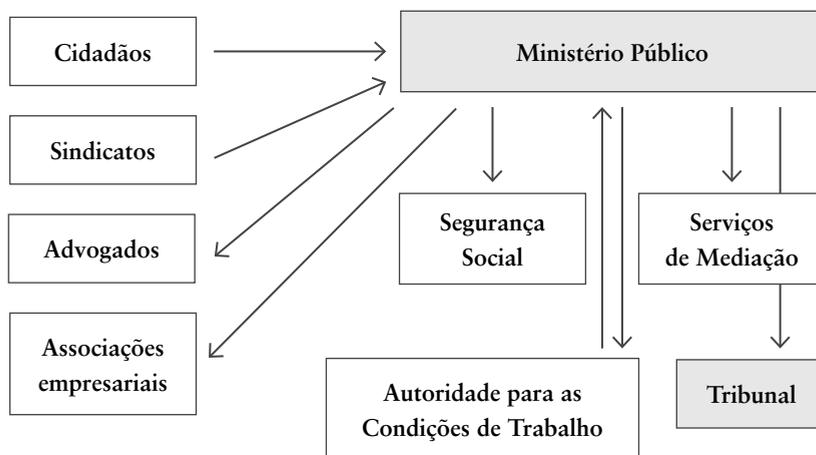 Cidadãos
Ministério Público
Sindicatos
Advogados
Segurança
Social
Serviços
de Mediação
Associações
empresariais
Autoridade para as
Condições de Trabalho
Tribunal